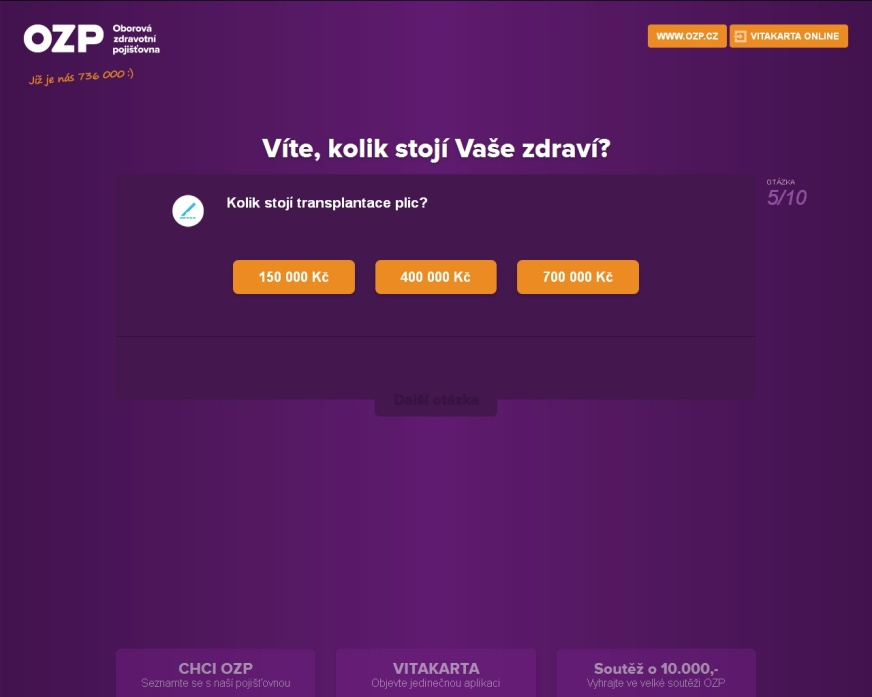 OZP
Oborová
zdravotní
pojišťovna
Již je nás 736 000 :)
WWW.OZP.CZ
VITAKARTA ONLINE
Víte, kolik stojí Vaše zdraví?
OTÁZKA
5/10
Kolik stojí transplantace plic?
150 000 Kč
400 000 Kč
700 000 Kč
Další otázka
CHCI OZP
Seznamte se s naší pojišťovnou
VITAKARTA
Objevte jedinečnou aplikaci
Soutěž o 10.000,-
Vyhrajte ve velké soutěži OZP